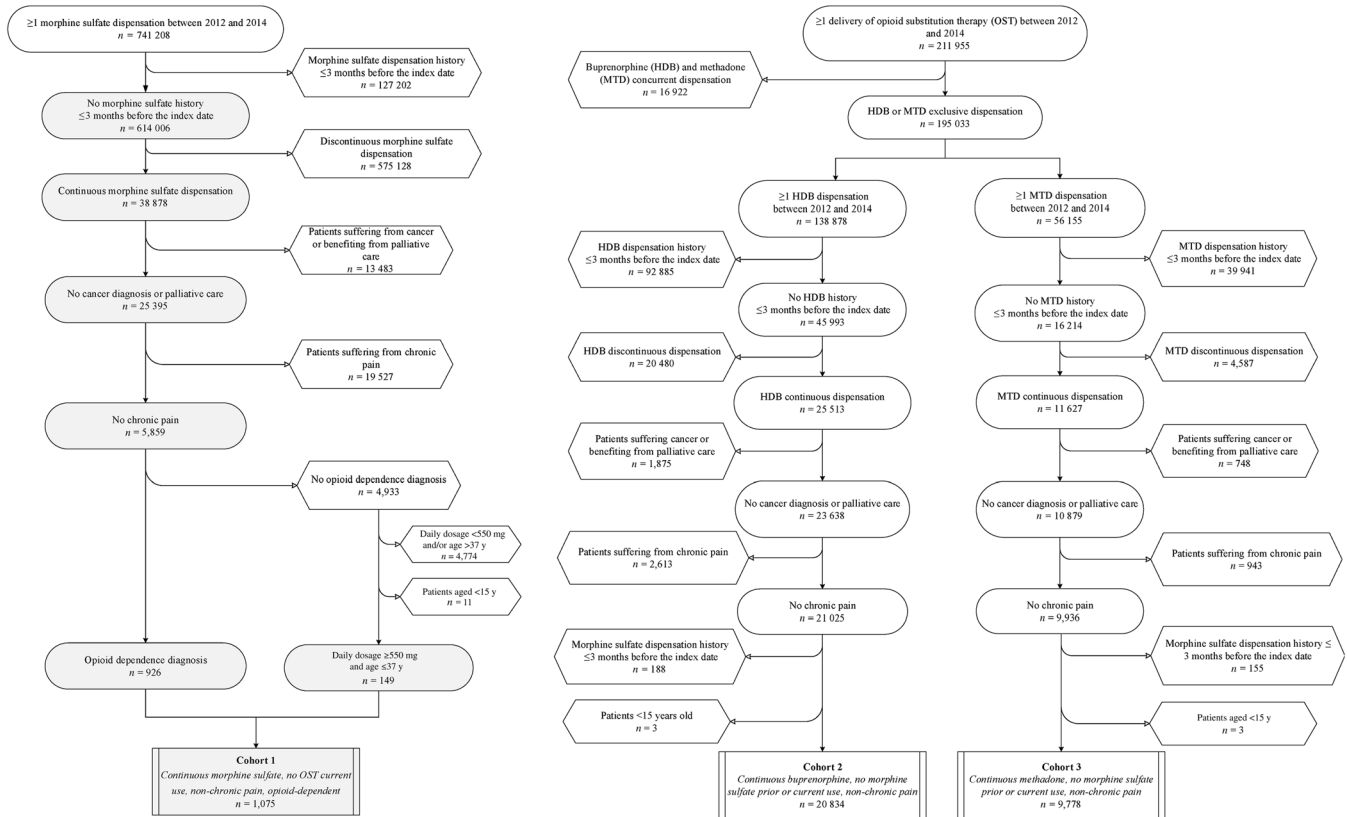 ≥1 morphine sulfate dispensation between 2012 and 2014
n = 741 208
Morphine sulfate dispensation history
≤3 months before the index date
n = 127 202
No morphine sulfate history
≤3 months before the index date
n = 614 006
Discontinuous morphine sulfate
dispensation
n = 575 128
Continuous morphine sulfate dispensation
n = 38 878
Patients suffering from cancer
or benefiting from palliative
care
n = 13 483
No cancer diagnosis or palliative care
n = 25 395
Patients suffering from chronic
pain
n = 19 527
No chronic pain
n = 5,859
No opioid dependence diagnosis
n = 4,933
Daily dosage <550 mg
and/or age >37 y
n = 4,774
Patients aged <15 y
n = 11
Opioid dependence diagnosis
n = 926
Daily dosage ≥550 mg
and age ≤37 y
n = 149
Cohort 1
Continuous morphine sulfate, no OST current
use, non-chronic pain, opioid-dependent
n = 1,075
≥1 delivery of opioid substitution therapy (OST) between 2012
and 2014
n = 211 955
Buprenorphine (HDB) and methadone
(MTD) concurrent dispensation
n = 16 922
HDB or MTD exclusive dispensation
n = 195 033
≥1 HDB dispensation
between 2012 and 2014
n = 138 878
HDB dispensation history
≤3 months before the index date
n = 92 885
No HDB history
≤3 months before the index date
n = 45 993
HDB discontinuous dispensation
n = 20 480
HDB continuous dispensation
n = 25 513
Patients suffering cancer or
benefiting from palliative care
n = 1,875
No cancer diagnosis or palliative care
n = 23 638
Patients suffering from chronic pain
n = 2,613
No chronic pain
n = 21 025
Morphine sulfate dispensation history
≤3 months before the index date
n = 188
Patients <15 years old
n = 3
Cohort 2
Continuous buprenorphine, no morphine
sulfate prior or current use, non-chronic pain
n = 20 834
≥1 MTD dispensation
between 2012 and 2014
n = 56 155
MTD dispensation history
≤3 months before the index date
n = 39 941
No MTD history
≤3 months before the index date
n = 16 214
MTD discontinuous dispensation
n = 4,587
MTD continuous dispensation
n = 11 627
Patients suffering cancer or
benefiting from palliative care
n = 748
No cancer diagnosis or palliative care
n = 10 879
Patients suffering from chronic pain
n = 943
No chronic pain
n = 9,936
Morphine sulfate dispensation history ≤
3 months before the index date
n = 155
Patients aged <15 y
n = 3
Cohort 3
Continuous methadone, no morphine sulfate
prior or current use, non-chronic pain
n = 9,778